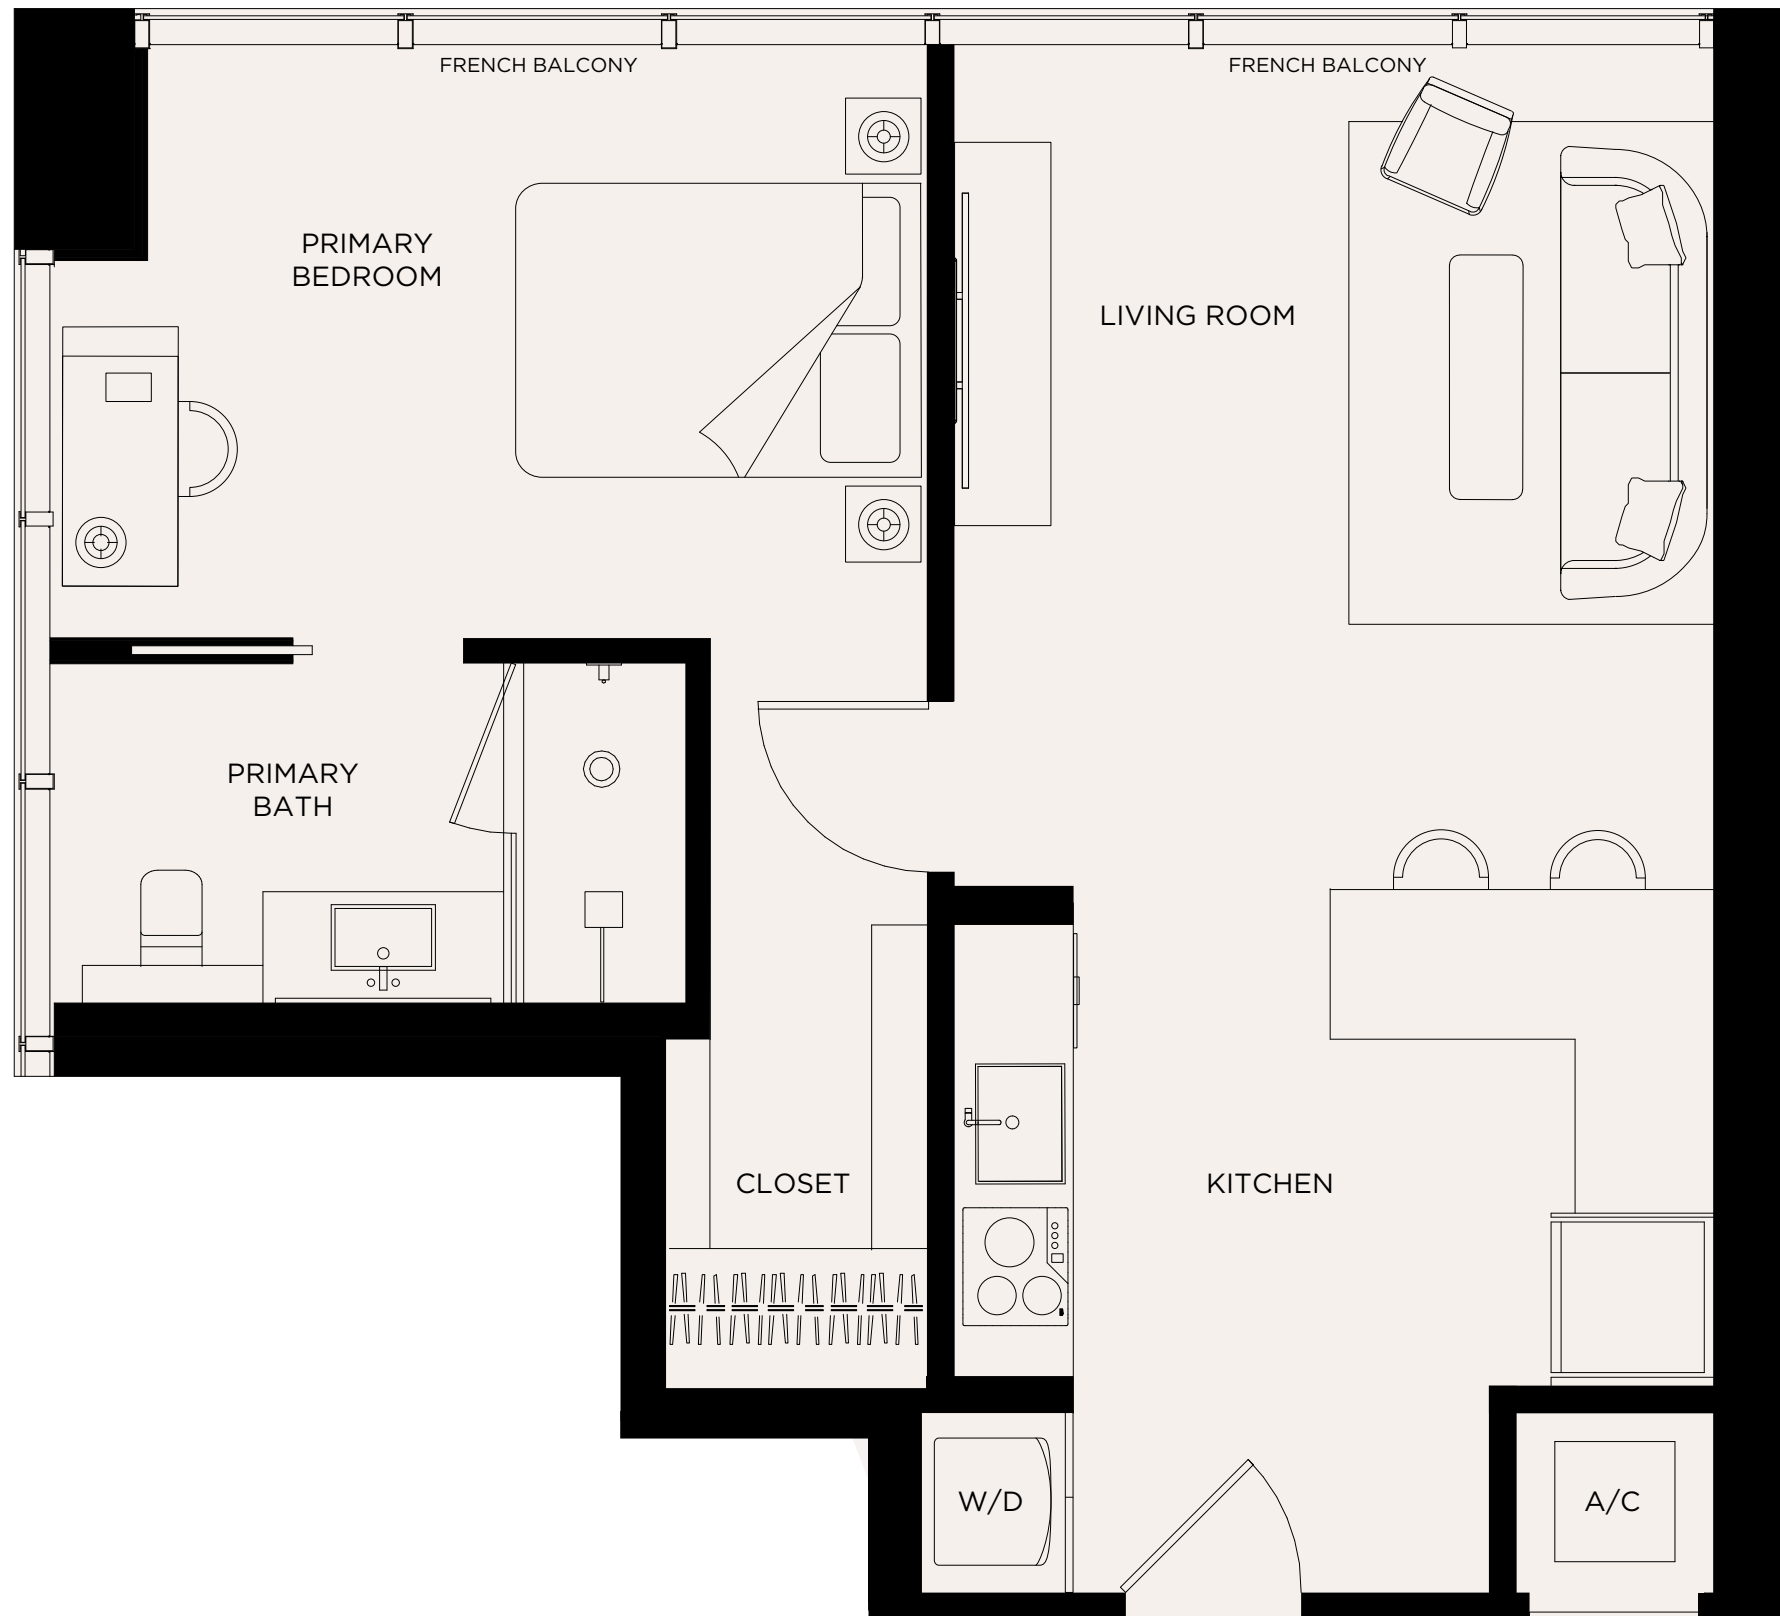 FRENCH BALCONY
FRENCH BALCONY
PRIMARY
BEDROOM
LIVING ROOM
PRIMARY
BATH
CLOSET
KITCHEN
W/D
A/C